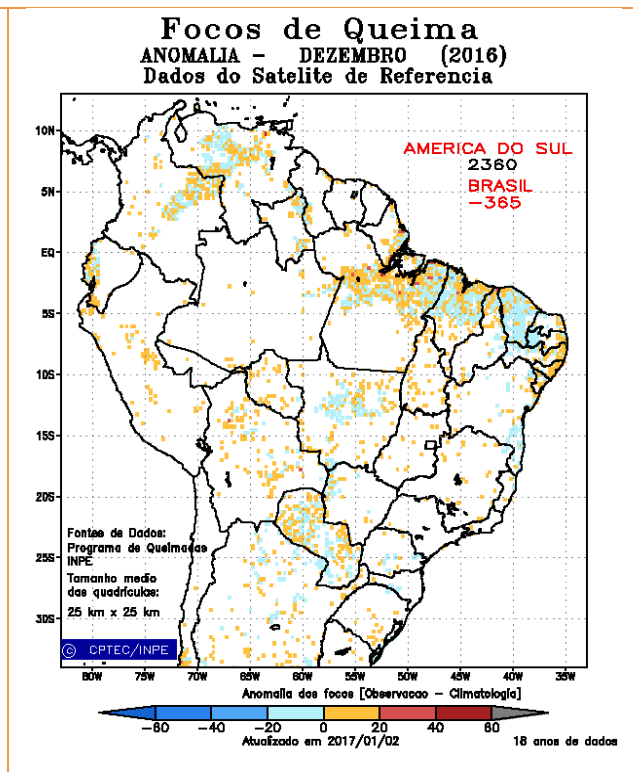 Focos de Queima
ANOMALIA - DEZEMBRO (2016)
Dados do Satelite de Referencia
10N
5N
EQ
5S
10S
15S
20S
25S
30S
AMERICA DO SUL
2360
BRASIL
-365
Fontes de Dados:
Programa de Queimadas
INPE
Tamanho medio
das quadrículas:
25 km x 25 km
© CPTEC/INPE
80W 75W 70W 65W 60W 55W 50W 45W 40W 35W
Anomalia dos focos [Observacao - Climatologia]
-60 -40 -20 0 20 40 60
Atualizado em 2017/01/02 18 anos de dados